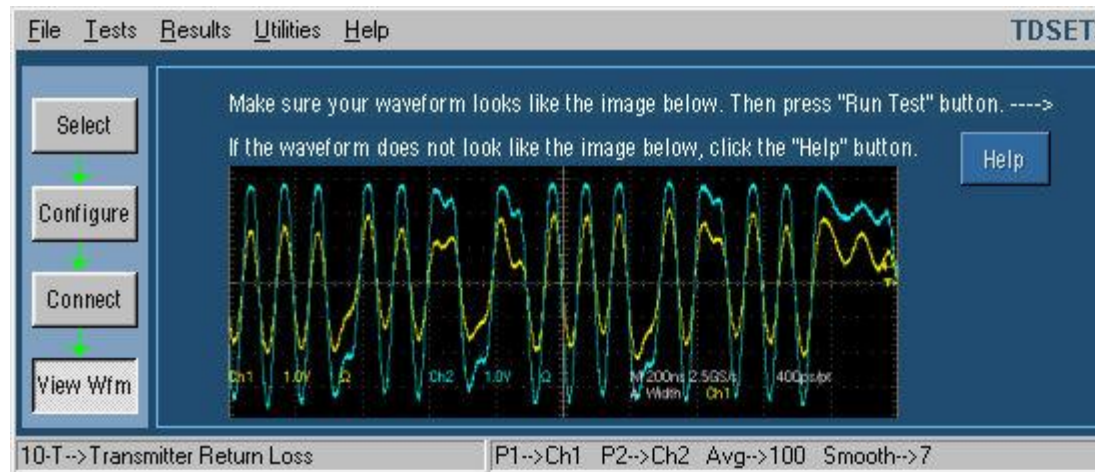 File Tests Results Utilities Help TDSET
Make sure your waveform looks like the image below. Then press "Run Test" button. ---->
If the waveform does not look like the image below, click the "Help" button.
Help
Select
Configure
Connect
View Wfm
Ch1 1.0V Ω Ch2 1.0V Ω M 200ns 2.5GS/s 400ps/pt
A Width Ch1
10-T-->Transmitter Return Loss P1-->Ch1 P2-->Ch2 Avg-->100 Smooth-->7